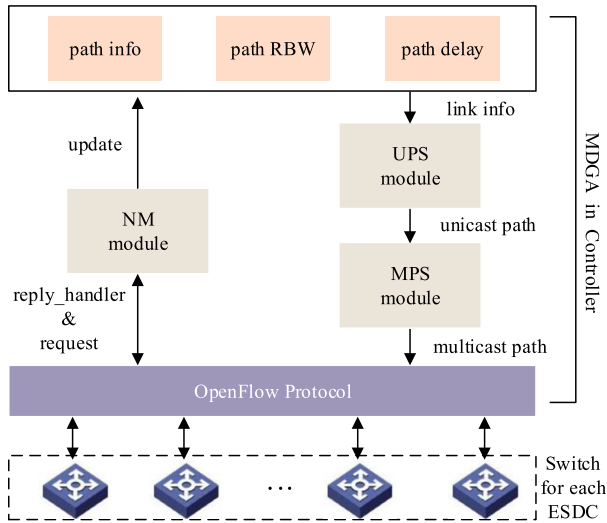 path info
path RBW
path delay
update
link info
UPS
module
NM
module
unicast path
MPS
module
reply_handler
&
request
multicast path
OpenFlow Protocol
MDGA in Controller
...
Switch
for each
ESDC